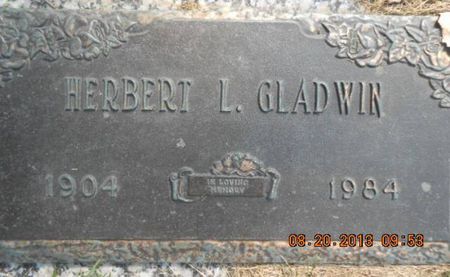 HERBERT L. GLADWIN
1904
IN LOVING
MEMORY
1984
08.20.2013 09:53